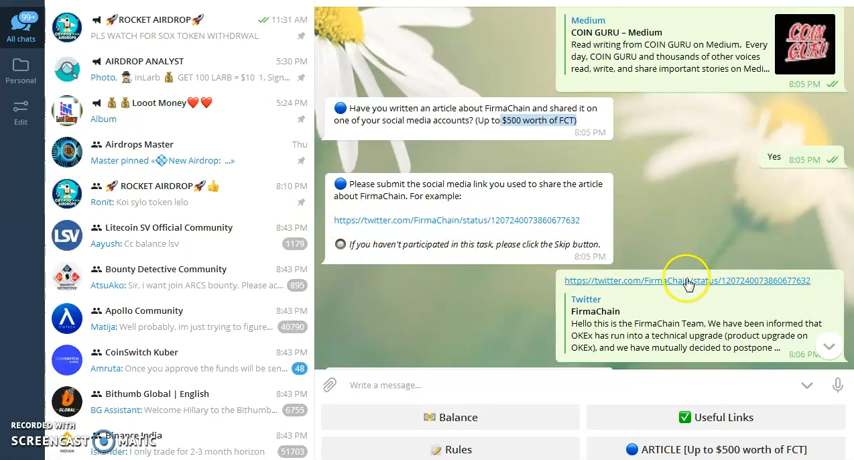 99+
All chats
Personal
Edit
ROCKET AIRDROP
11:31 AM
PLS WATCH FOR SOX TOKEN WITHDRWAL
AIRDROP ANALYST
5:30 PM
Photo, inLarb GET 100 LARB = $10 1. Sign...
Looot Money
5:24 PM
Album
Airdrops Master
Thu
Master pinned «New Airdrop: ...»
ROCKET AIRDROP
8:10 PM
Ronit: Koi sylo token lelo
LSV
Litecoin SV Official Community
8:43 PM
Aayush: Cc balance lsv
1179
Bounty Detective Community
8:43 PM
AtsuAko: Sir. i want join ARCS bounty. Please ac...
895
Apollo Community
8:43 PM
Matija: Well probably, im just trying to figure...
40790
CoinSwitch Kuber
8:43 PM
Amruta: Once you approve the funds will be sen...
48
Bithumb Global | English
8:43 PM
BG Assistant: Welcome Hillary to the Bithumb...
6755
Binance India
8:43 PM
Iskender: I only trade for 2-3 month horizon
51703
RECORDED WITH
SCREENCAST MATIC
Medium
COIN GURU – Medium
Read writing from COIN GURU on Medium. Every
day, COIN GURU and thousands of other voices
read, write, and share important stories on Medi...
COIN
GURU
8:05 PM
Have you written an article about FirmaChain and shared it on
one of your social media accounts? (Up to $500 worth of FCT)
8:05 PM
Yes 8:05 PM
Please submit the social media link you used to share the article
about FirmaChain. For example:
https://twitter.com/FirmaChain/status/1207240073860677632
If you haven't participated in this task, please click the Skip button.
8:05 PM
https://twitter.com/FirmaChain/status/1207240073860677632
Twitter
FirmaChain
Hello this is the FirmaChain Team, We have been informed that
OKEx has run into a technical upgrade (product upgrade on
OKEx), and we have mutually decided to postpone ...
8:06 PM
Write a message...
Balance
Useful Links
Rules
ARTICLE [Up to $500 worth of FCT]